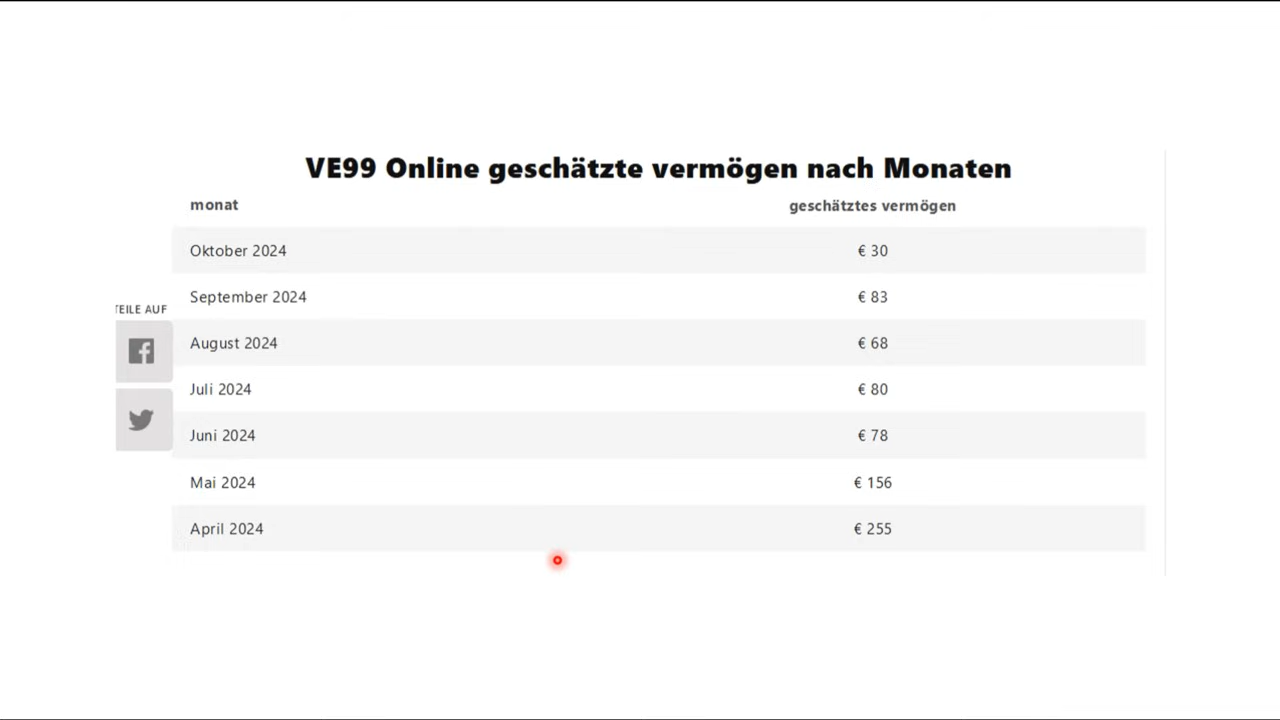 VE99 Online geschätzte vermögen nach Monaten
monat geschätztes vermögen
Oktober 2024 € 30
September 2024 € 83
TEILE AUF
August 2024 € 68
Juli 2024 € 80
Juni 2024 € 78
Mai 2024 € 156
April 2024 € 255